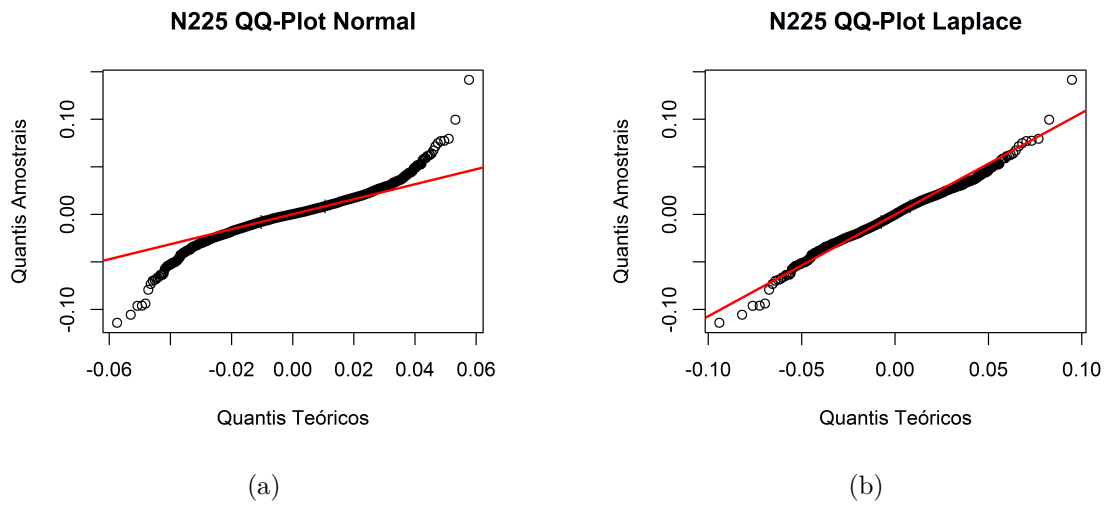 N225 QQ-Plot Normal
Quantis Amostrais
0.10
0.00
-0.10
-0.06
-0.02
0.00
0.02
0.04
0.06
Quantis Teóricos
(a)
N225 QQ-Plot Laplace
Quantis Amostrais
0.10
0.00
-0.10
-0.10
-0.05
0.00
0.05
0.10
Quantis Teóricos
(b)